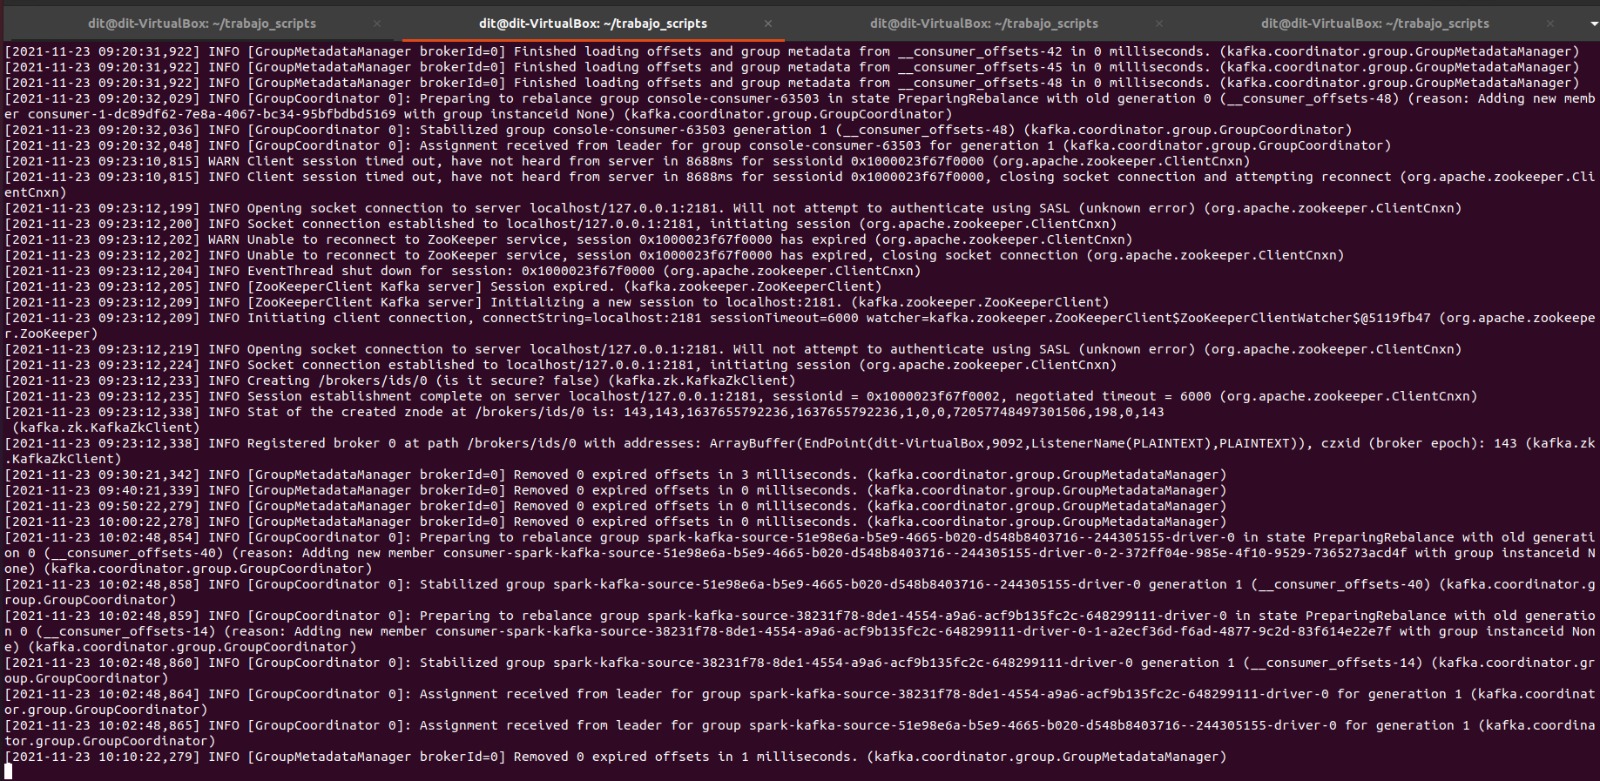 dit@dit-VirtualBox: ~/trabajo_scripts × dit@dit-VirtualBox: ~/trabajo_scripts × dit@dit-VirtualBox: ~/trabajo_scripts × dit@dit-VirtualBox: ~/trabajo_scripts ×
[2021-11-23 09:20:31,922] INFO [GroupMetadataManager brokerId=0] Finished loading offsets and group metadata from __consumer_offsets-42 in 0 milliseconds. (kafka.coordinator.group.GroupMetadataManager)
[2021-11-23 09:20:31,922] INFO [GroupMetadataManager brokerId=0] Finished loading offsets and group metadata from __consumer_offsets-45 in 0 milliseconds. (kafka.coordinator.group.GroupMetadataManager)
[2021-11-23 09:20:31,922] INFO [GroupMetadataManager brokerId=0] Finished loading offsets and group metadata from __consumer_offsets-48 in 0 milliseconds. (kafka.coordinator.group.GroupMetadataManager)
[2021-11-23 09:20:32,029] INFO [GroupCoordinator 0]: Preparing to rebalance group console-consumer-63503 in state PreparingRebalance with old generation 0 (__consumer_offsets-48) (reason: Adding new memb
er consumer-1-dc89df62-7e8a-4067-bc34-95bfbdbd5169 with group instanceid None) (kafka.coordinator.group.GroupCoordinator)
[2021-11-23 09:20:32,036] INFO [GroupCoordinator 0]: Stabilized group console-consumer-63503 generation 1 (__consumer_offsets-48) (kafka.coordinator.group.GroupCoordinator)
[2021-11-23 09:20:32,048] INFO [GroupCoordinator 0]: Assignment received from leader for group console-consumer-63503 for generation 1 (kafka.coordinator.group.GroupCoordinator)
[2021-11-23 09:23:10,815] WARN Client session timed out, have not heard from server in 8688ms for sessionid 0x1000023f67f0000 (org.apache.zookeeper.ClientCnxn)
[2021-11-23 09:23:10,815] INFO Client session timed out, have not heard from server in 8688ms for sessionid 0x1000023f67f0000, closing socket connection and attempting reconnect (org.apache.zookeeper.Cli
entCnxn)
[2021-11-23 09:23:12,199] INFO Opening socket connection to server localhost/127.0.0.1:2181. Will not attempt to authenticate using SASL (unknown error) (org.apache.zookeeper.ClientCnxn)
[2021-11-23 09:23:12,200] INFO Socket connection established to localhost/127.0.0.1:2181, initiating session (org.apache.zookeeper.ClientCnxn)
[2021-11-23 09:23:12,202] WARN Unable to reconnect to ZooKeeper service, session 0x1000023f67f0000 has expired (org.apache.zookeeper.ClientCnxn)
[2021-11-23 09:23:12,202] INFO Unable to reconnect to ZooKeeper service, session 0x1000023f67f0000 has expired, closing socket connection (org.apache.zookeeper.ClientCnxn)
[2021-11-23 09:23:12,204] INFO EventThread shut down for session: 0x1000023f67f0000 (org.apache.zookeeper.ClientCnxn)
[2021-11-23 09:23:12,205] INFO [ZooKeeperClient Kafka server] Session expired. (kafka.zookeeper.ZooKeeperClient)
[2021-11-23 09:23:12,209] INFO [ZooKeeperClient Kafka server] Initializing a new session to localhost:2181. (kafka.zookeeper.ZooKeeperClient)
[2021-11-23 09:23:12,209] INFO Initiating client connection, connectString=localhost:2181 sessionTimeout=6000 watcher=kafka.zookeeper.ZooKeeperClient$ZooKeeperClientWatcher$@5119fb47 (org.apache.zookeepe
r.ZooKeeper)
[2021-11-23 09:23:12,219] INFO Opening socket connection to server localhost/127.0.0.1:2181. Will not attempt to authenticate using SASL (unknown error) (org.apache.zookeeper.ClientCnxn)
[2021-11-23 09:23:12,224] INFO Socket connection established to localhost/127.0.0.1:2181, initiating session (org.apache.zookeeper.ClientCnxn)
[2021-11-23 09:23:12,233] INFO Creating /brokers/ids/0 (is it secure? false) (kafka.zk.KafkaZkClient)
[2021-11-23 09:23:12,235] INFO Session establishment complete on server localhost/127.0.0.1:2181, sessionid = 0x1000023f67f0002, negotiated timeout = 6000 (org.apache.zookeeper.ClientCnxn)
[2021-11-23 09:23:12,338] INFO Stat of the created znode at /brokers/ids/0 is: 143,143,1637655792236,1637655792236,1,0,0,72057748497301506,198,0,143
 (kafka.zk.KafkaZkClient)
[2021-11-23 09:23:12,338] INFO Registered broker 0 at path /brokers/ids/0 with addresses: ArrayBuffer(EndPoint(dit-VirtualBox,9092,ListenerName(PLAINTEXT),PLAINTEXT)), czxid (broker epoch): 143 (kafka.zk
.KafkaZkClient)
[2021-11-23 09:30:21,342] INFO [GroupMetadataManager brokerId=0] Removed 0 expired offsets in 3 milliseconds. (kafka.coordinator.group.GroupMetadataManager)
[2021-11-23 09:40:21,339] INFO [GroupMetadataManager brokerId=0] Removed 0 expired offsets in 0 milliseconds. (kafka.coordinator.group.GroupMetadataManager)
[2021-11-23 09:50:22,279] INFO [GroupMetadataManager brokerId=0] Removed 0 expired offsets in 0 milliseconds. (kafka.coordinator.group.GroupMetadataManager)
[2021-11-23 10:00:22,278] INFO [GroupMetadataManager brokerId=0] Removed 0 expired offsets in 0 milliseconds. (kafka.coordinator.group.GroupMetadataManager)
[2021-11-23 10:02:48,854] INFO [GroupCoordinator 0]: Preparing to rebalance group spark-kafka-source-51e98e6a-b5e9-4665-b020-d548b8403716--244305155-driver-0 in state PreparingRebalance with old generati
on 0 (__consumer_offsets-40) (reason: Adding new member consumer-spark-kafka-source-51e98e6a-b5e9-4665-b020-d548b8403716--244305155-driver-0-2-372ff04e-985e-4f10-9529-7365273acd4f with group instanceid N
one) (kafka.coordinator.group.GroupCoordinator)
[2021-11-23 10:02:48,858] INFO [GroupCoordinator 0]: Stabilized group spark-kafka-source-51e98e6a-b5e9-4665-b020-d548b8403716--244305155-driver-0 generation 1 (__consumer_offsets-40) (kafka.coordinator.g
roup.GroupCoordinator)
[2021-11-23 10:02:48,859] INFO [GroupCoordinator 0]: Preparing to rebalance group spark-kafka-source-38231f78-8de1-4554-a9a6-acf9b135fc2c-648299111-driver-0 in state PreparingRebalance with old generatio
n 0 (__consumer_offsets-14) (reason: Adding new member consumer-spark-kafka-source-38231f78-8de1-4554-a9a6-acf9b135fc2c-648299111-driver-0-1-a2ecf36d-f6ad-4877-9c2d-83f614e22e7f with group instanceid Non
e) (kafka.coordinator.group.GroupCoordinator)
[2021-11-23 10:02:48,860] INFO [GroupCoordinator 0]: Stabilized group spark-kafka-source-38231f78-8de1-4554-a9a6-acf9b135fc2c-648299111-driver-0 generation 1 (__consumer_offsets-14) (kafka.coordinator.gr
oup.GroupCoordinator)
[2021-11-23 10:02:48,864] INFO [GroupCoordinator 0]: Assignment received from leader for group spark-kafka-source-38231f78-8de1-4554-a9a6-acf9b135fc2c-648299111-driver-0 for generation 1 (kafka.coordinat
or.group.GroupCoordinator)
[2021-11-23 10:02:48,865] INFO [GroupCoordinator 0]: Assignment received from leader for group spark-kafka-source-51e98e6a-b5e9-4665-b020-d548b8403716--244305155-driver-0 for generation 1 (kafka.coordina
tor.group.GroupCoordinator)
[2021-11-23 10:10:22,279] INFO [GroupMetadataManager brokerId=0] Removed 0 expired offsets in 1 milliseconds. (kafka.coordinator.group.GroupMetadataManager)